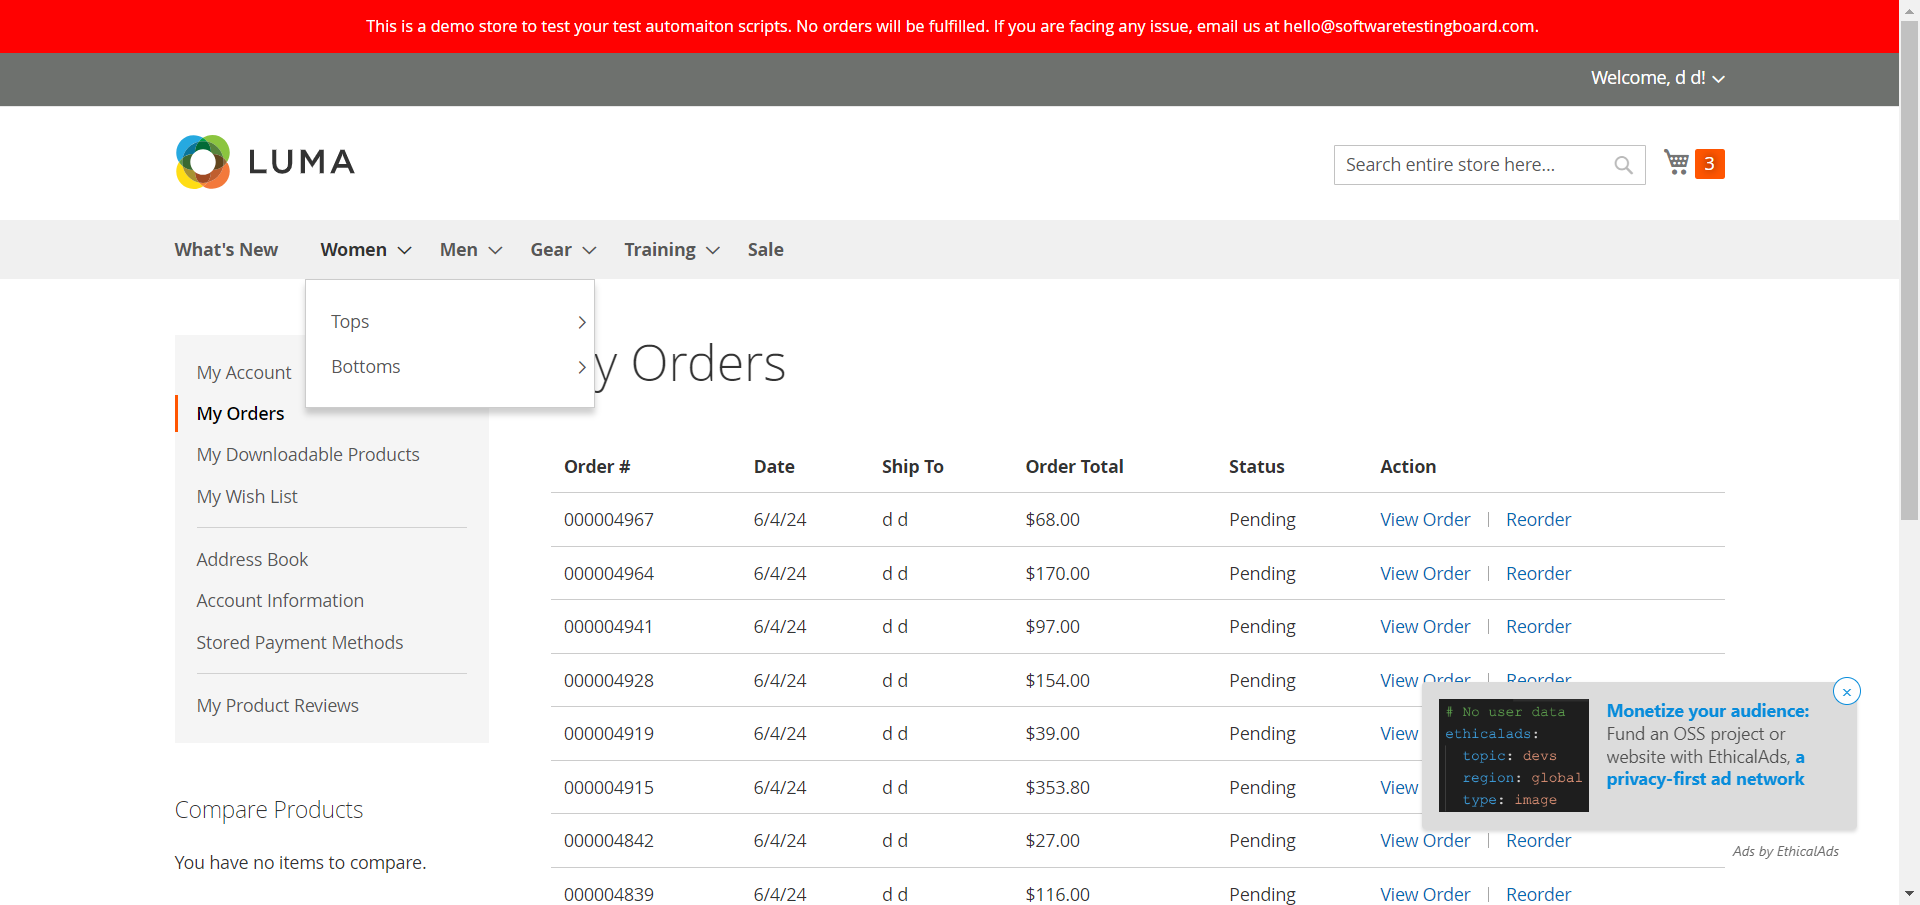 This is a demo store to test your test automaiton scripts. No orders will be fulfilled. If you are facing any issue, email us at hello@softwaretestingboard.com.
Welcome, d d!
LUMA
Search entire store here...
3
What's New Women Men Gear Training Sale
Tops
Bottoms
y Orders
My Account
My Orders
My Downloadable Products
My Wish List
Address Book
Account Information
Stored Payment Methods
My Product Reviews
Compare Products
You have no items to compare.
Order # Date Ship To Order Total Status Action
000004967 6/4/24 d d $68.00 Pending View Order | Reorder
000004964 6/4/24 d d $170.00 Pending View Order | Reorder
000004941 6/4/24 d d $97.00 Pending View Order | Reorder
000004928 6/4/24 d d $154.00 Pending View Order | Reorder
000004919 6/4/24 d d $39.00 Pending View
000004915 6/4/24 d d $353.80 Pending View
000004842 6/4/24 d d $27.00 Pending View Order | Reorder
000004839 6/4/24 d d $116.00 Pending View Order | Reorder
# No user data
ethicalads:
topic: devs
region: global
type: image
Monetize your audience:
Fund an OSS project or
website with EthicalAds, a
privacy-first ad network
Ads by EthicalAds